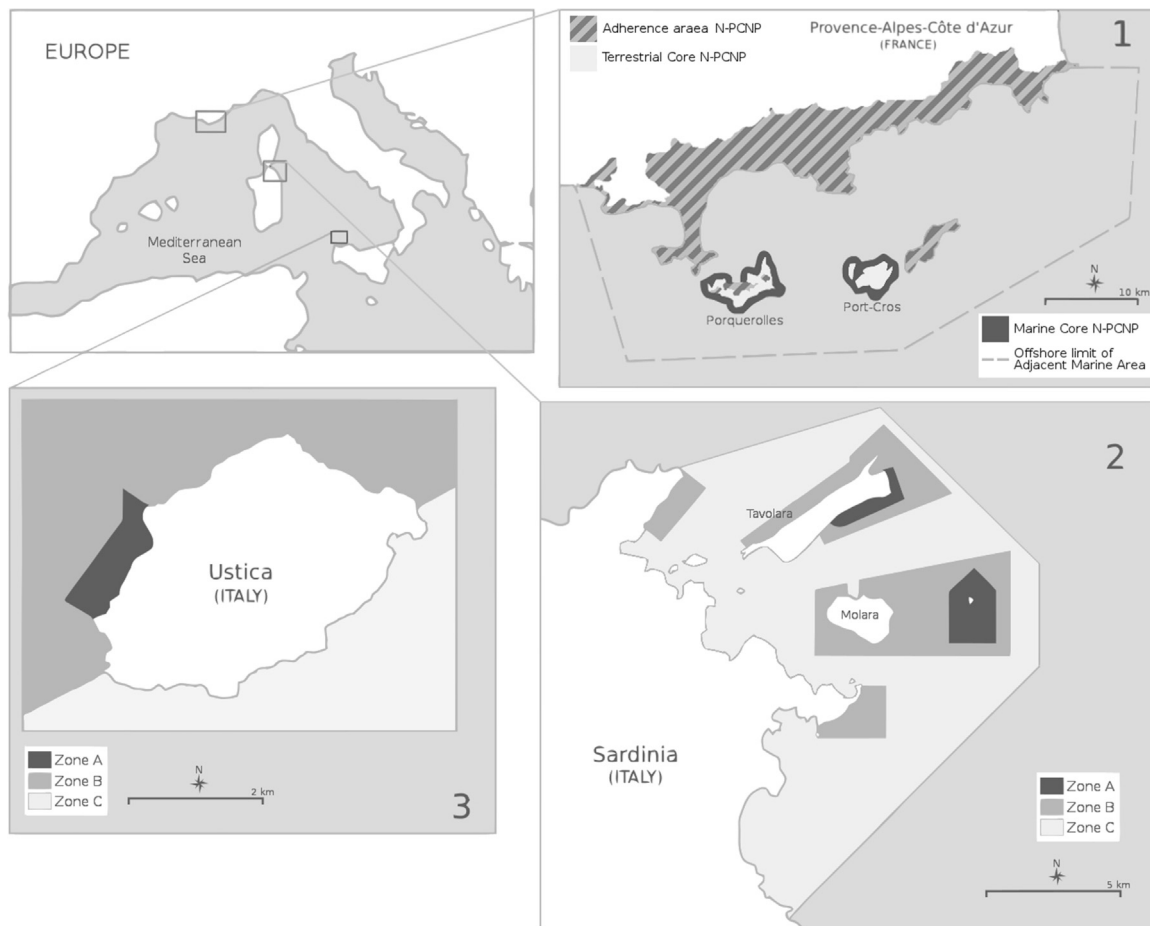 EUROPE
Mediterranean
Sea
Adherence araea N-PCNP
Terrestrial Core N-PCNP
Provence-Alpes-Côte d'Azur
(FRANCE)
1
Porquerolles
Port-Cros
N
10 km
Marine Core N-PCNP
Offshore limit of
Adjacent Marine Area
Ustica
(ITALY)
Zone A
Zone B
Zone C
N
2 km
3
2
Tavolara
Molara
Sardinia
(ITALY)
Zone A
Zone B
Zone C
N
5 km